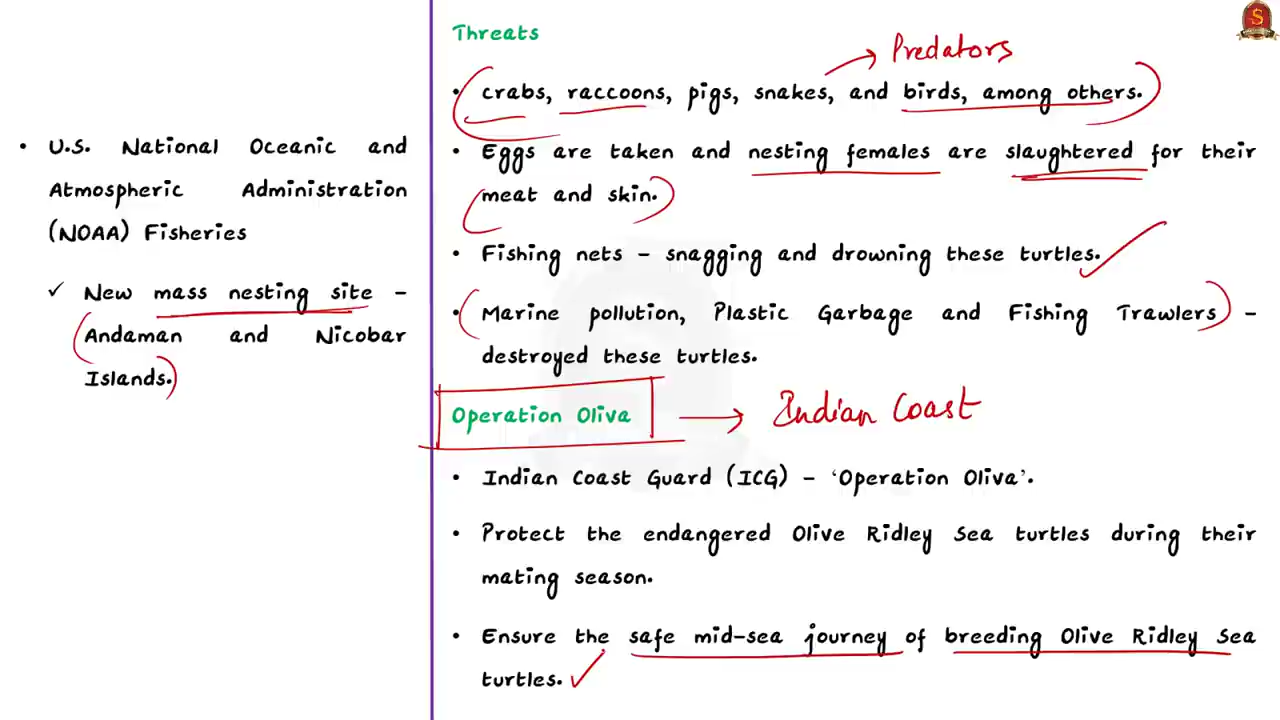 • U.S. National Oceanic and
Atmospheric Administration
(NOAA) Fisheries
✓ New mass nesting site –
Andaman and Nicobar
Islands.
Threats
→ Predators
• crabs, raccoons, pigs, snakes, and birds, among others.
• Eggs are taken and nesting females are slaughtered for their
meat and skin.
• Fishing nets – snagging and drowning these turtles.
• Marine pollution, Plastic Garbage and Fishing Trawlers –
destroyed these turtles.
Operation Oliva → Indian Coast
• Indian Coast Guard (ICG) – ‘Operation Oliva’.
• Protect the endangered Olive Ridley Sea turtles during their
mating season.
• Ensure the safe mid-sea journey of breeding Olive Ridley Sea
turtles.
S